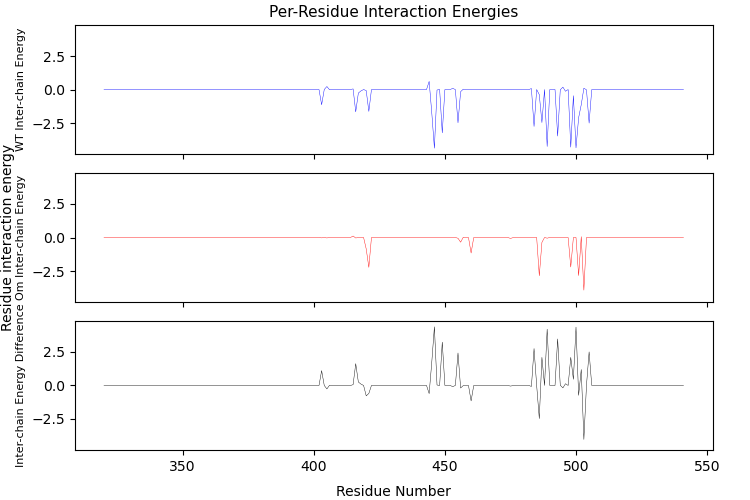 Per-Residue Interaction Energies
WT Inter-chain Energy
2.5
0.0
−2.5
Residue interaction energy
Om Inter-chain Energy
2.5
0.0
−2.5
Inter-chain Energy Difference
2.5
0.0
−2.5
350
400
450
500
550
Residue Number